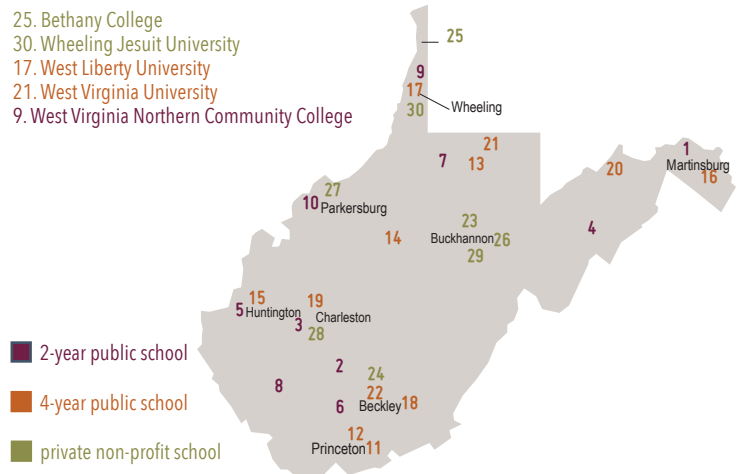 25. Bethany College
30. Wheeling Jesuit University
17. West Liberty University
21. West Virginia University
9. West Virginia Northern Community College
25
9
17
Wheeling
30
21
7
13
1
Martinsburg
20
16
27
10 Parkersburg
23
4
14
Buckhannon 26
29
15
19
5 Huntington
Charleston
3
28
2-year public school
2
24
8
22
4-year public school
6
Beckley 18
12
Princeton 11
private non-profit school